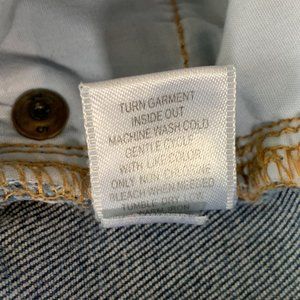 TURN GARMENT
INSIDE OUT
MACHINE WASH COLD
GENTLE CYCLE
WITH LIKE COLOR
ONLY NON-CHLORINE
BLEACH WHEN NEEDED
TUMBLE DRY